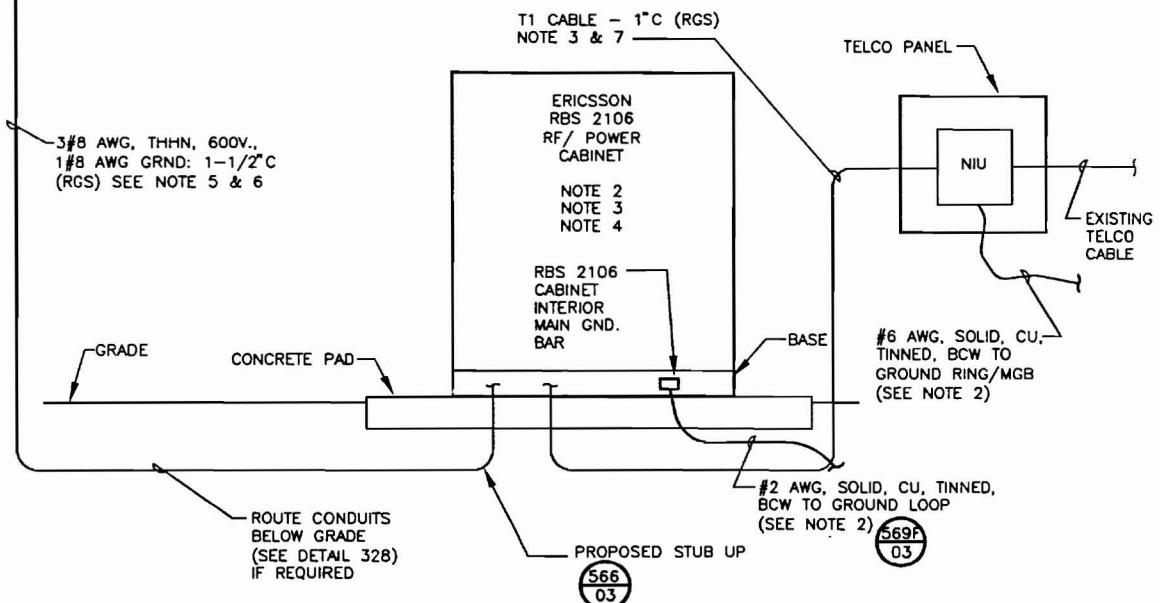 T1 CABLE - 1"C (RGS)
NOTE 3 & 7
TELCO PANEL
ERICSSON
RBS 2106
RF/ POWER
CABINET
NOTE 2
NOTE 3
NOTE 4
3#8 AWG, THHN, 600V.,
1#8 AWG GRND: 1-1/2"C
(RGS) SEE NOTE 5 & 6
NIU
EXISTING
TELCO
CABLE
RBS 2106
CABINET
INTERIOR
MAIN GND.
BAR
#6 AWG, SOLID, CU,
TINNED, BCW TO
GROUND RING/MGB
(SEE NOTE 2)
GRADE
CONCRETE PAD
BASE
#2 AWG, SOLID, CU, TINNED,
BCW TO GROUND LOOP
(SEE NOTE 2)
569F
03
ROUTE CONDUITS
BELOW GRADE
(SEE DETAIL 328)
IF REQUIRED
PROPOSED STUB UP
566
03